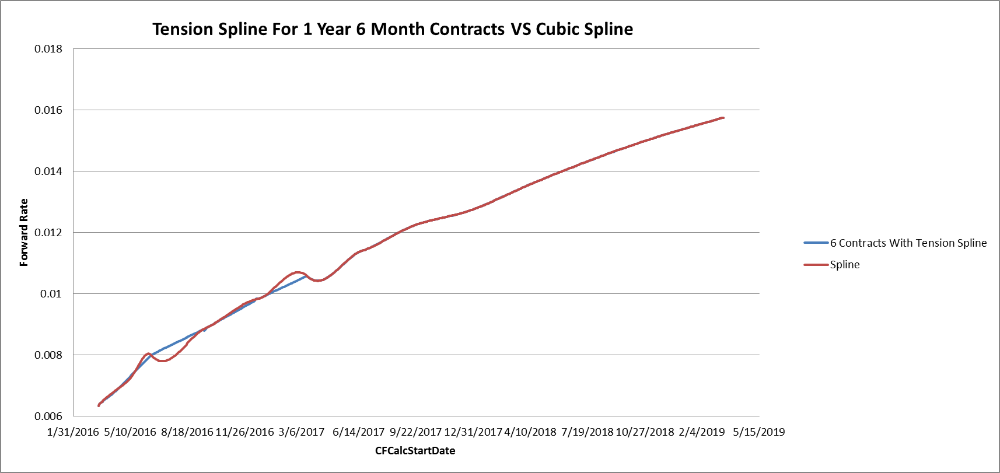 Tension Spline For 1 Year 6 Month Contracts VS Cubic Spline
0.018
0.016
0.014
0.012
0.01
0.008
0.006
Forward Rate
1/31/2016 5/10/2016 8/18/2016 11/26/2016 3/6/2017 6/14/2017 9/22/2017 12/31/2017 4/10/2018 7/19/2018 10/27/2018 2/4/2019 5/15/2019
CFCalcStartDate
6 Contracts With Tension Spline
Spline